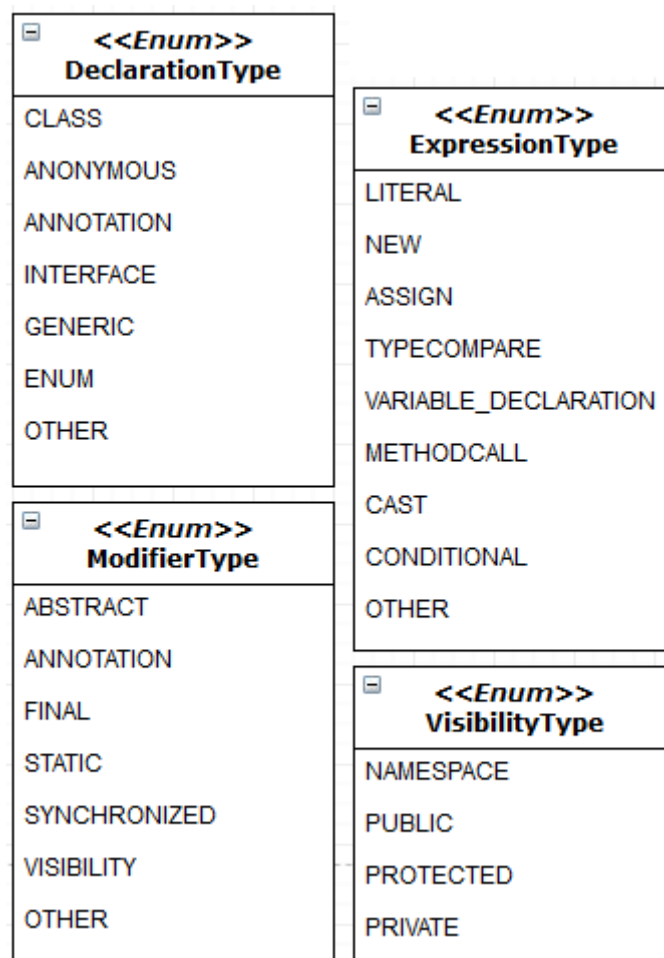 <<Enum>>
DeclarationType
CLASS
ANONYMOUS
ANNOTATION
INTERFACE
GENERIC
ENUM
OTHER
<<Enum>>
ModifierType
ABSTRACT
ANNOTATION
FINAL
STATIC
SYNCHRONIZED
VISIBILITY
OTHER
<<Enum>>
ExpressionType
LITERAL
NEW
ASSIGN
TYPECOMPARE
VARIABLE_DECLARATION
METHODCALL
CAST
CONDITIONAL
OTHER
<<Enum>>
VisibilityType
NAMESPACE
PUBLIC
PROTECTED
PRIVATE